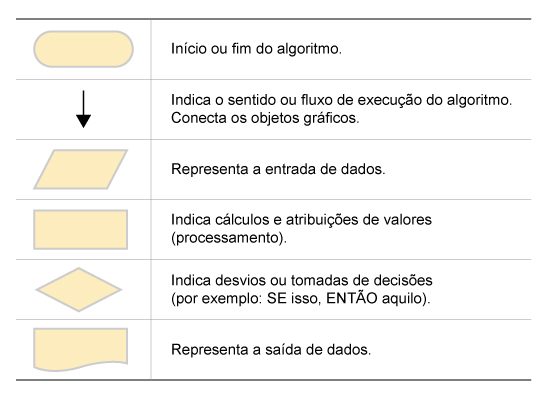 Início ou fim do algoritmo.
Indica o sentido ou fluxo de execução do algoritmo.
Conecta os objetos gráficos.
Representa a entrada de dados.
Indica cálculos e atribuições de valores
(processamento).
Indica desvios ou tomadas de decisões
(por exemplo: SE isso, ENTÃO aquilo).
Representa a saída de dados.